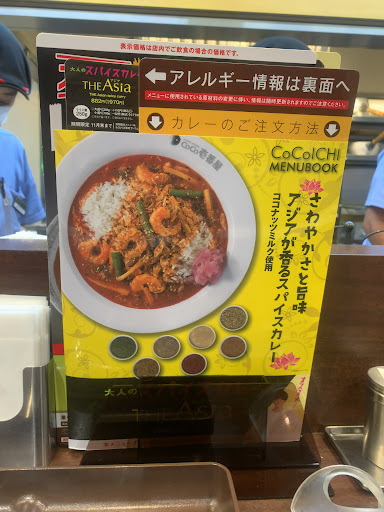 表示価格は店内でご飲食の場合の価格です。
大人のスパイスカレー
THE ASIA
アレルギー情報は裏面へ
カレーのご注文方法
CoCoICHI
MENUBOOK
CoCo壱番屋
さわやかさと旨味
アジアが香るスパイスカレー
ココナッツミルク使用
大人の
THE ASIA